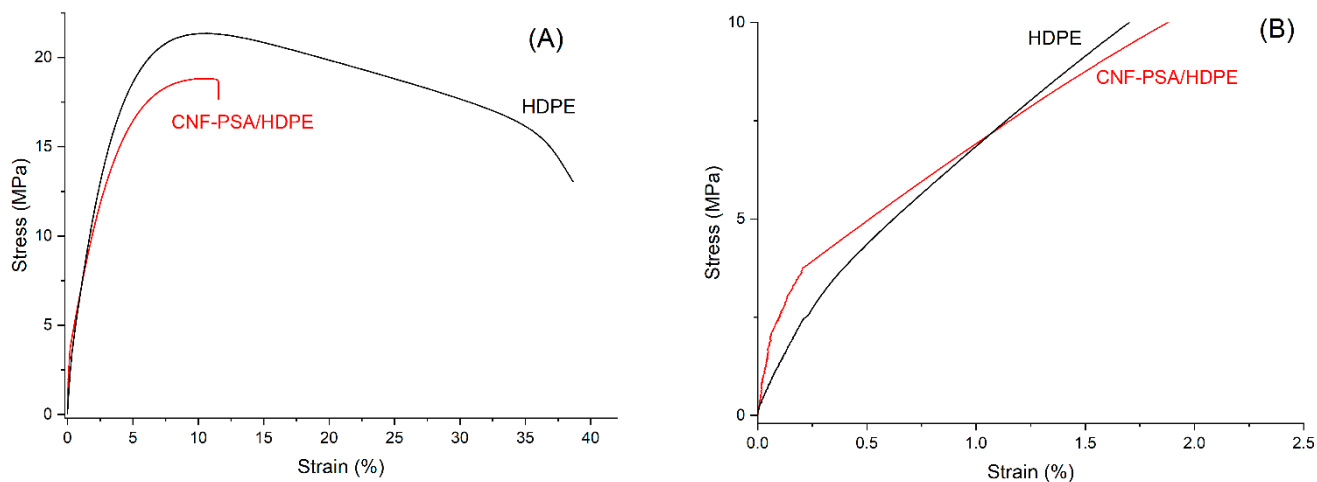 (A)
20
15
10
5
0
Stress (MPa)
HDPE
CNF-PSA/HDPE
0 5 10 15 20 25 30 35 40
Strain (%)
(B)
10
5
0
Stress (MPa)
HDPE
CNF-PSA/HDPE
0.0 0.5 1.0 1.5 2.0 2.5
Strain (%)